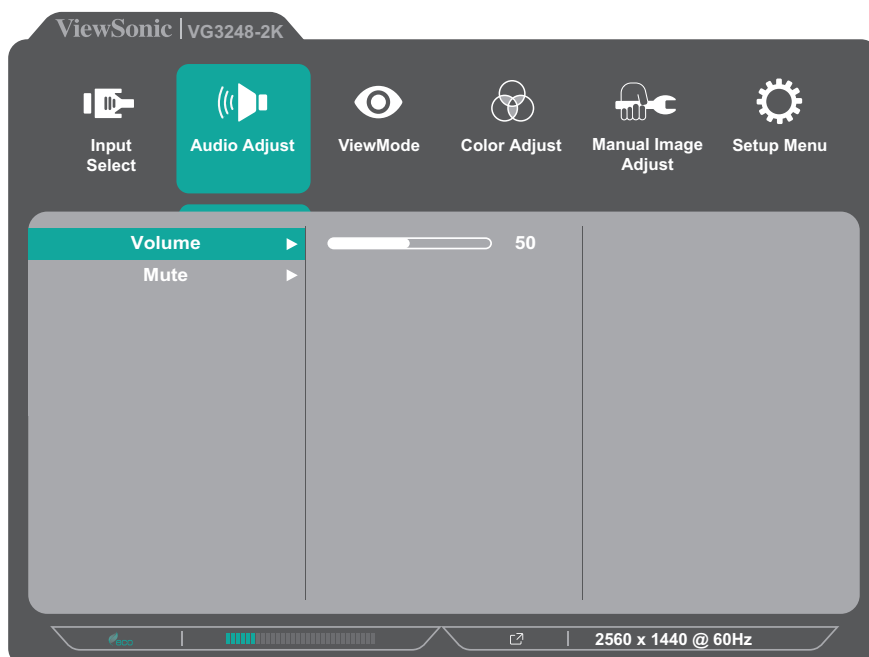 ViewSonic | VG3248-2K
Input
Select
Audio Adjust
ViewMode
Color Adjust
Manual Image
Adjust
Setup Menu
Volume 50
Mute
eco
2560 x 1440 @ 60Hz